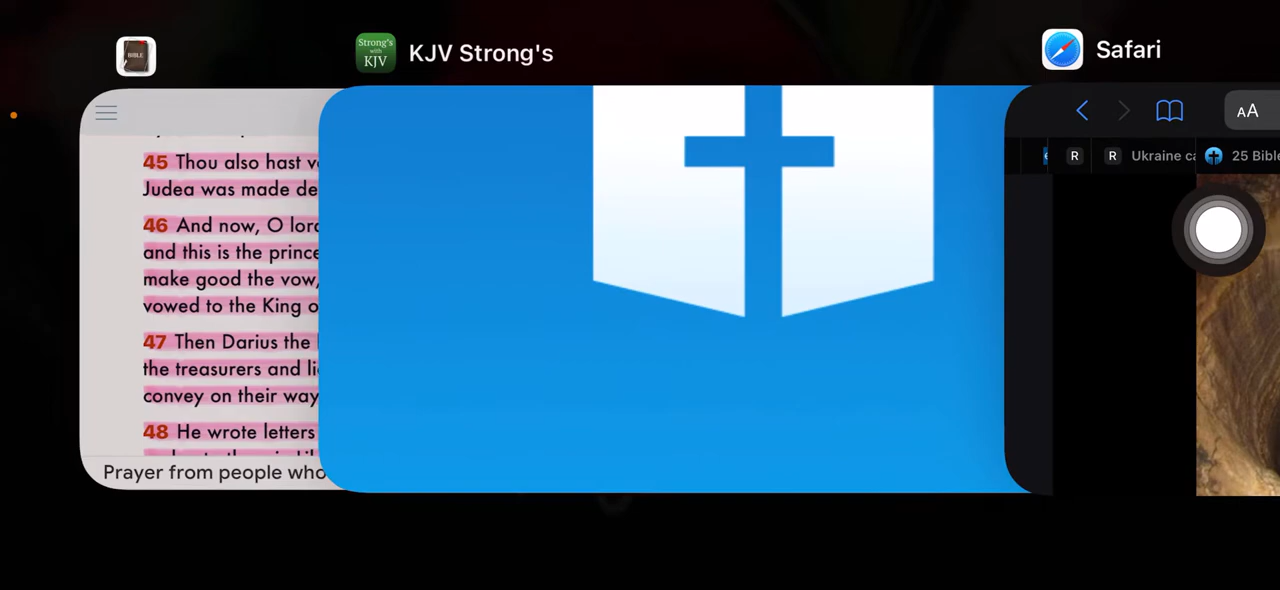 BIBLE
Strong's
with
KJV
KJV Strong's
Safari
AA
R
R
Ukraine ca
25 Bible
45 Thou also hast v
Judea was made de
46 And now, O lord
and this is the prince
make good the vow,
vowed to the King o
47 Then Darius the
the treasurers and li
convey on their way
48 He wrote letters
Prayer from people who